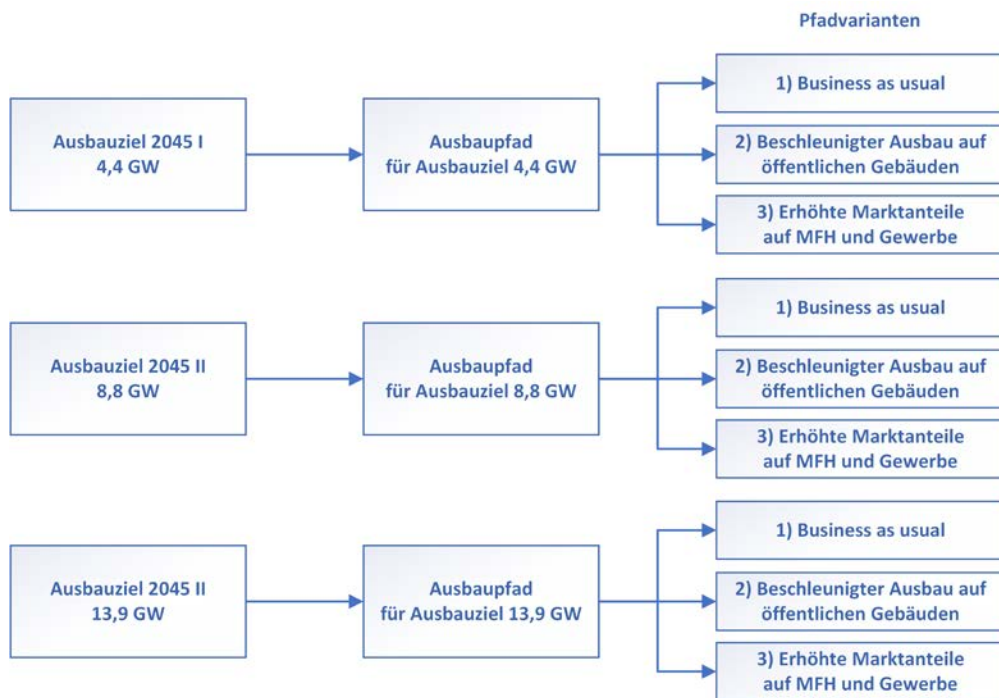 Pfadvarianten
Ausbauziel 2045 I
4,4 GW
Ausbaupfad
für Ausbauziel 4,4 GW
1) Business as usual
2) Beschleunigter Ausbau auf
öffentlichen Gebäuden
3) Erhöhte Marktanteile
auf MFH und Gewerbe
Ausbauziel 2045 II
8,8 GW
Ausbaupfad
für Ausbauziel 8,8 GW
1) Business as usual
2) Beschleunigter Ausbau auf
öffentlichen Gebäuden
3) Erhöhte Marktanteile
auf MFH und Gewerbe
Ausbauziel 2045 II
13,9 GW
Ausbaupfad
für Ausbauziel 13,9 GW
1) Business as usual
2) Beschleunigter Ausbau auf
öffentlichen Gebäuden
3) Erhöhte Marktanteile
auf MFH und Gewerbe